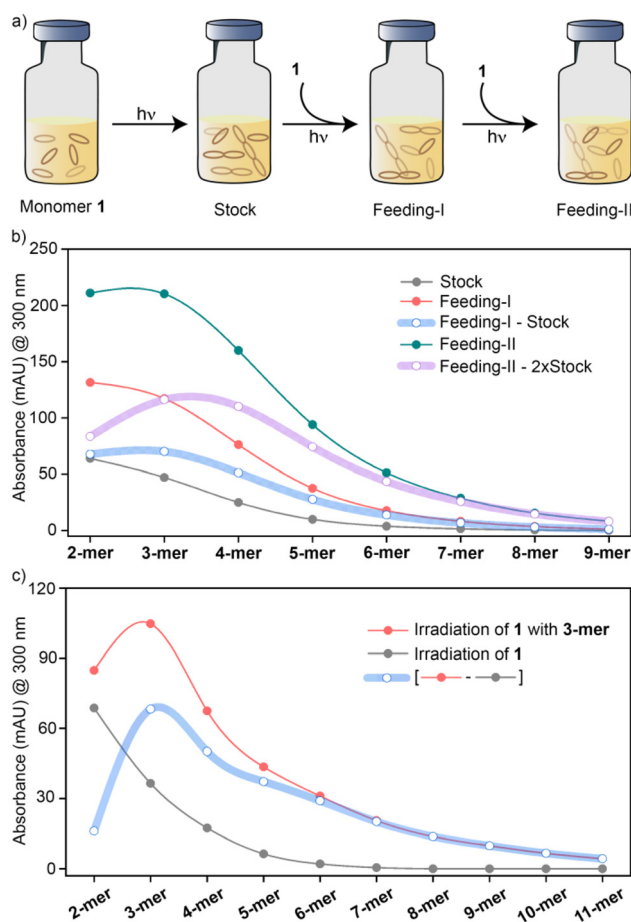 a)
1
1
hν
hν
hν
Monomer 1
Stock
Feeding-I
Feeding-II
b)
250
200
150
100
50
0
Absorbance (mAU) @ 300 nm
Stock
Feeding-I
Feeding-I - Stock
Feeding-II
Feeding-II - 2xStock
2-mer 3-mer 4-mer 5-mer 6-mer 7-mer 8-mer 9-mer
c)
120
90
60
30
0
Absorbance (mAU) @ 300 nm
Irradiation of 1 with 3-mer
Irradiation of 1
[ - ]
2-mer 3-mer 4-mer 5-mer 6-mer 7-mer 8-mer 9-mer 10-mer 11-mer